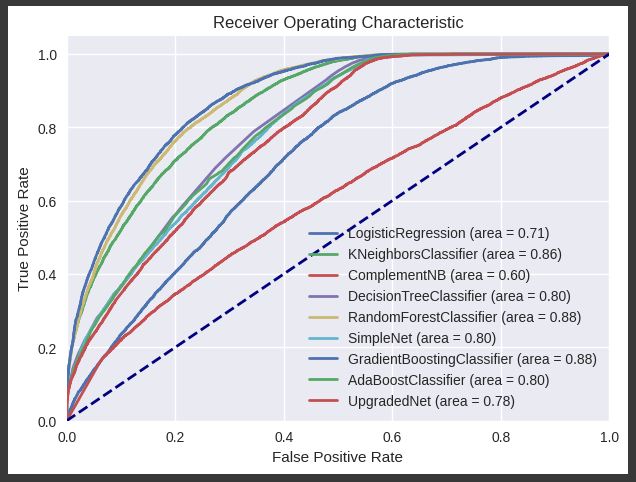 Receiver Operating Characteristic
1.0
0.8
0.6
0.4
0.2
0.0
True Positive Rate
LogisticRegression (area = 0.71)
KNeighborsClassifier (area = 0.86)
ComplementNB (area = 0.60)
DecisionTreeClassifier (area = 0.80)
RandomForestClassifier (area = 0.88)
SimpleNet (area = 0.80)
GradientBoostingClassifier (area = 0.88)
AdaBoostClassifier (area = 0.80)
UpgradedNet (area = 0.78)
0.0 0.2 0.4 0.6 0.8 1.0
False Positive Rate